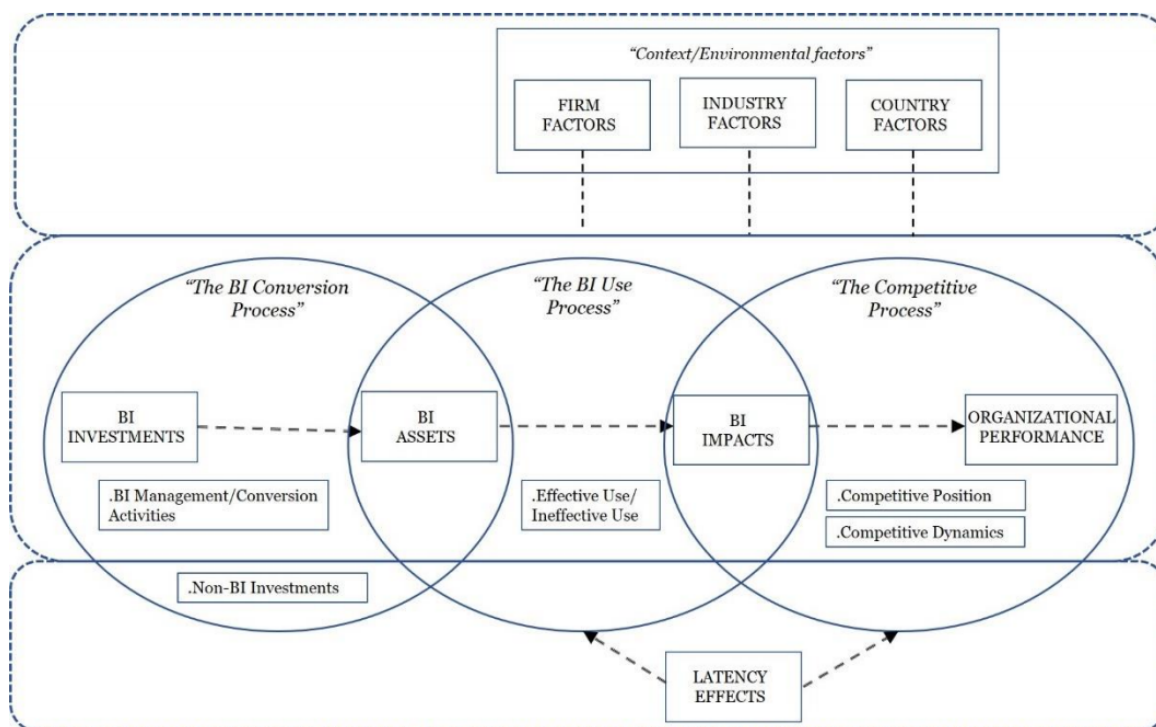 “Context/Environmental factors”
FIRM
FACTORS
INDUSTRY
FACTORS
COUNTRY
FACTORS
“The BI Conversion
Process”
“The BI Use
Process”
“The Competitive
Process”
BI
INVESTMENTS
BI
ASSETS
BI
IMPACTS
ORGANIZATIONAL
PERFORMANCE
.BI Management/Conversion
Activities
.Effective Use/
Ineffective Use
.Competitive Position
.Competitive Dynamics
.Non-BI Investments
LATENCY
EFFECTS